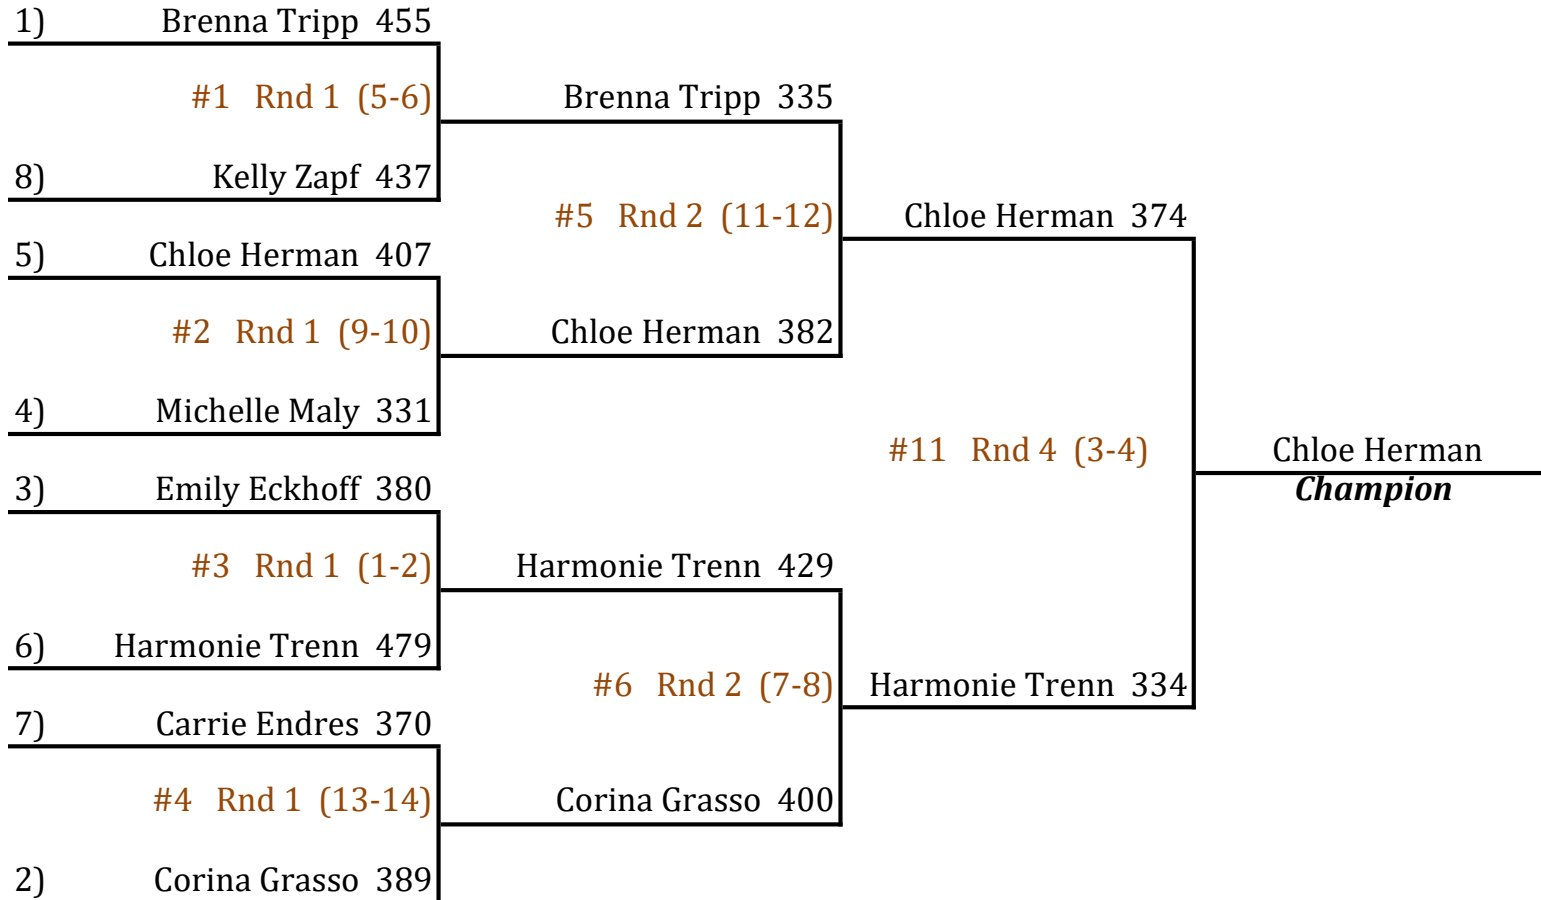 1) Brenna Tripp 455
#1 Rnd 1 (5-6)
Brenna Tripp 335
8) Kelly Zapf 437
#5 Rnd 2 (11-12)
Chloe Herman 374
5) Chloe Herman 407
#2 Rnd 1 (9-10)
Chloe Herman 382
4) Michelle Maly 331
#11 Rnd 4 (3-4)
Chloe Herman
Champion
3) Emily Eckhoff 380
#3 Rnd 1 (1-2)
Harmonie Trenn 429
6) Harmonie Trenn 479
#6 Rnd 2 (7-8)
Harmonie Trenn 334
7) Carrie Endres 370
#4 Rnd 1 (13-14)
Corina Grasso 400
2) Corina Grasso 389